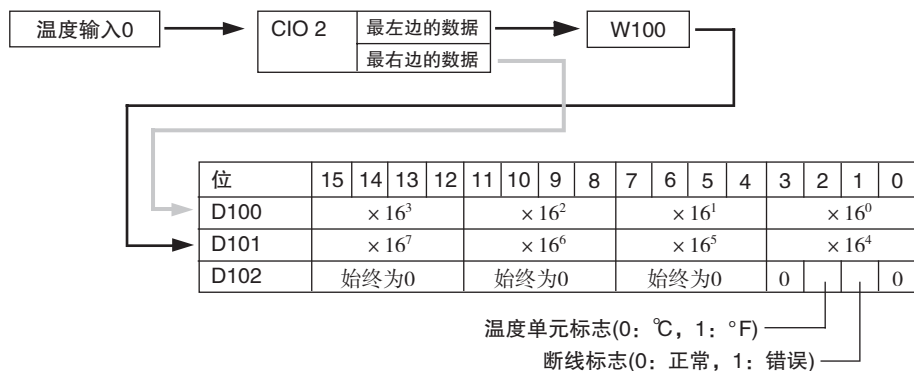 温度输入0 CIO 2 最左边的数据 W100
最右边的数据
位 15 14 13 12 11 10 9 8 7 6 5 4 3 2 1 0
D100 ×16³ ×16² ×16¹ ×16⁰
D101 ×16⁷ ×16⁶ ×16⁵ ×16⁴
D102 始终为0 始终为0 始终为0 0 0
温度单元标志(0：℃，1：°F)
断线标志(0：正常，1：错误)